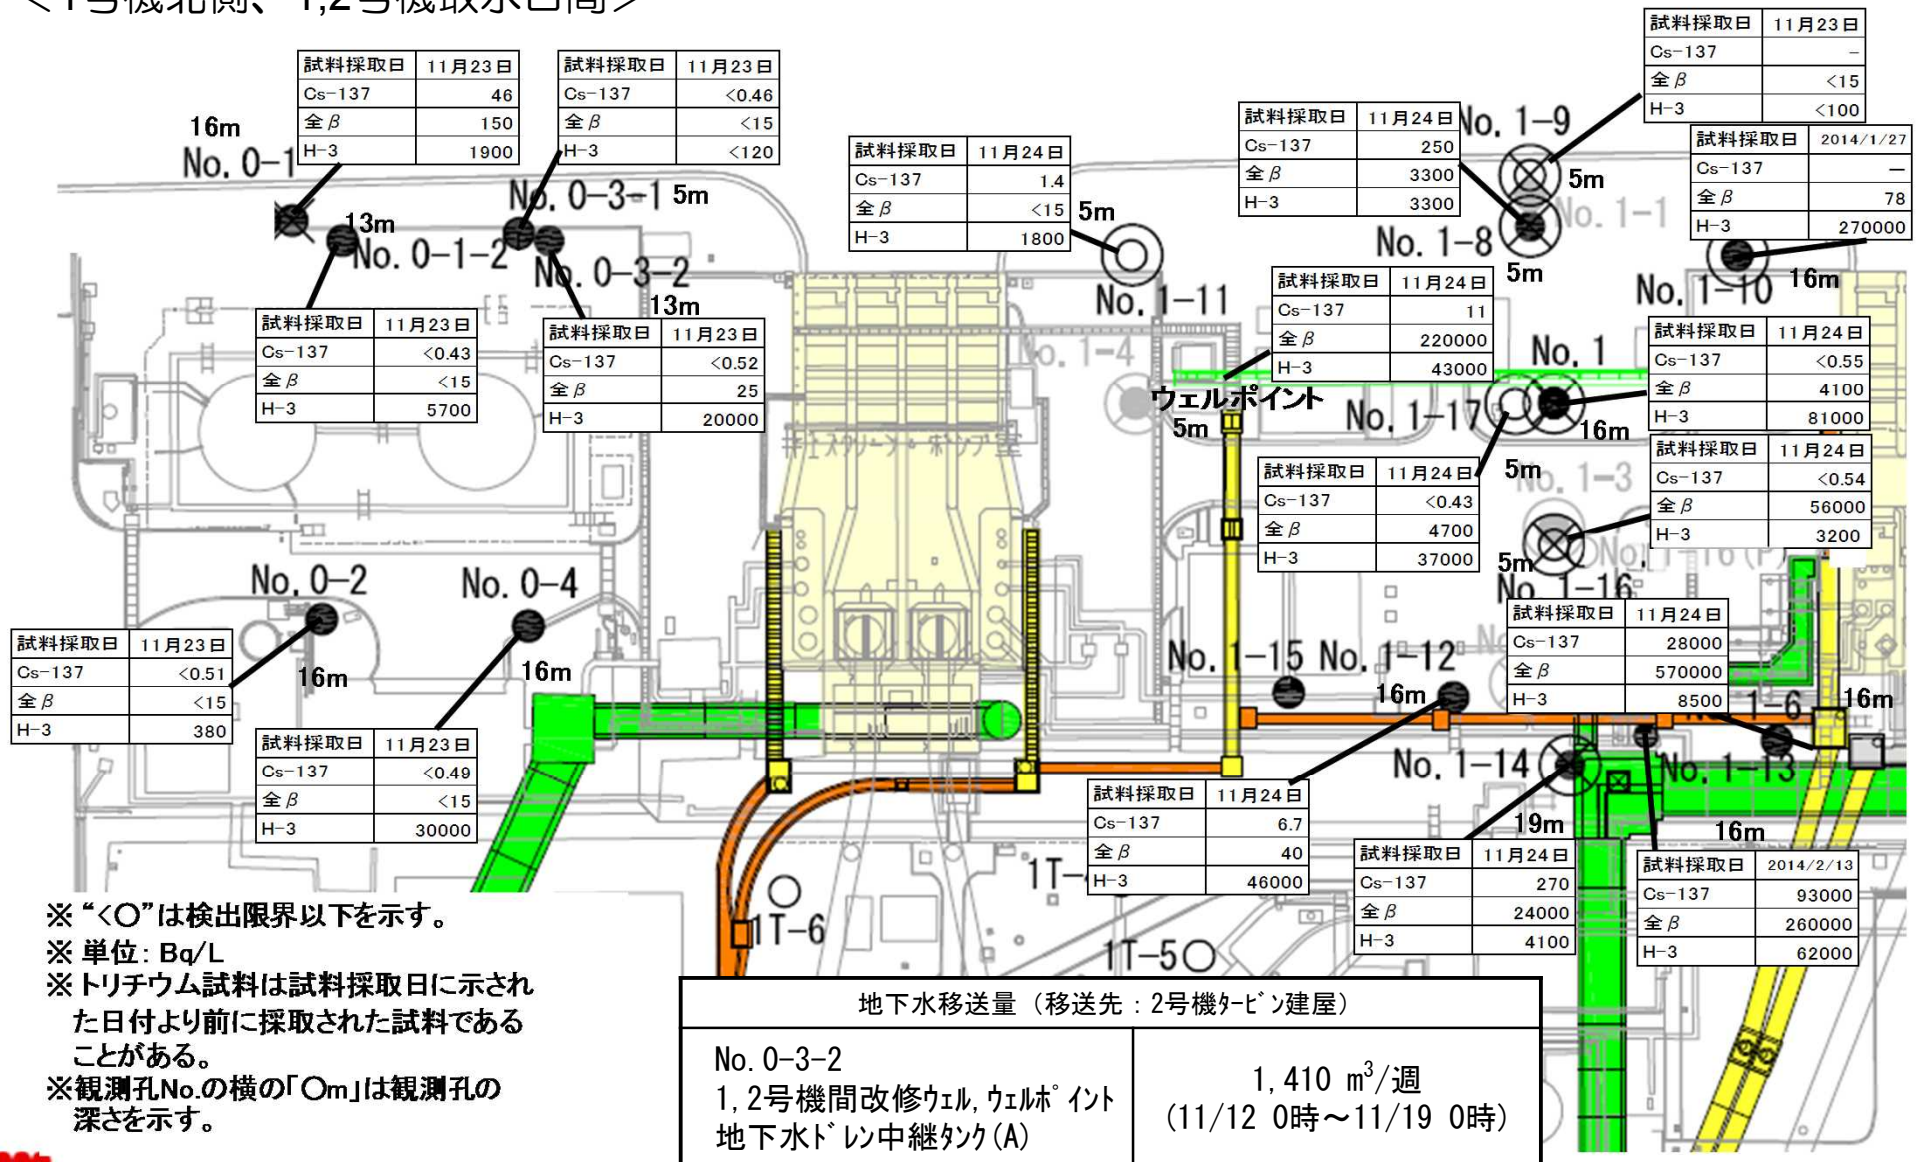 ＜1号機北側、1,2号機取水口間＞
試料採取日 11月23日
Cs-137 46
全β 150
H-3 1900
試料採取日 11月23日
Cs-137 <0.46
全β <15
H-3 <120
試料採取日 11月24日
Cs-137 1.4
全β <15
H-3 1800
試料採取日 11月24日
Cs-137 250
全β 3300
H-3 3300
試料採取日 11月23日
Cs-137 -
全β <15
H-3 <100
試料採取日 2014/1/27
Cs-137 —
全β 78
H-3 270000
16m
No. 0-1
No. 0-3-1 5m
13m
No. 0-1-2
No. 0-3-2
13m
5m
No. 1-11
No. 1-9
5m
No. 1-1
No. 1-8
5m
No. 1-10 16m
試料採取日 11月23日
Cs-137 <0.43
全β <15
H-3 5700
試料採取日 11月23日
Cs-137 <0.52
全β 25
H-3 20000
試料採取日 11月24日
Cs-137 11
全β 220000
H-3 43000
試料採取日 11月24日
Cs-137 <0.55
全β 4100
H-3 81000
No. 1-4
ウェルポイント
5m
No. 1
No. 1-17
16m
5m
No. 1-3
試料採取日 11月24日
Cs-137 <0.43
全β 4700
H-3 37000
試料採取日 11月24日
Cs-137 <0.54
全β 56000
H-3 3200
5m
No. 1-16
1-16(P)
No. 0-2
16m
No. 0-4
16m
No. 1-15
No. 1-12
16m
試料採取日 11月24日
Cs-137 28000
全β 570000
H-3 8500
1-6
16m
試料採取日 11月23日
Cs-137 <0.51
全β <15
H-3 380
試料採取日 11月23日
Cs-137 <0.49
全β <15
H-3 30000
No. 1-14
19m
No. 1-13
16m
試料採取日 11月24日
Cs-137 6.7
全β 40
H-3 46000
試料採取日 11月24日
Cs-137 270
全β 24000
H-3 4100
試料採取日 2014/2/13
Cs-137 93000
全β 260000
H-3 62000
1T-6
1T-5
※ “<○”は検出限界以下を示す。
※ 単位: Bq/L
※ トリチウム試料は試料採取日に示され
た日付より前に採取された試料である
ことがある。
※観測孔No.の横の「○m」は観測孔の
深さを示す。
地下水移送量（移送先：2号機ﾀｰﾋﾞﾝ建屋）
No. 0-3-2
1, 2号機間改修ｳｪﾙ, ｳｪﾙﾎﾟｲﾝﾄ
地下水ﾄﾞﾚﾝ中継ﾀﾝｸ(A)
1, 410 m³/週
(11/12 0時～11/19 0時)